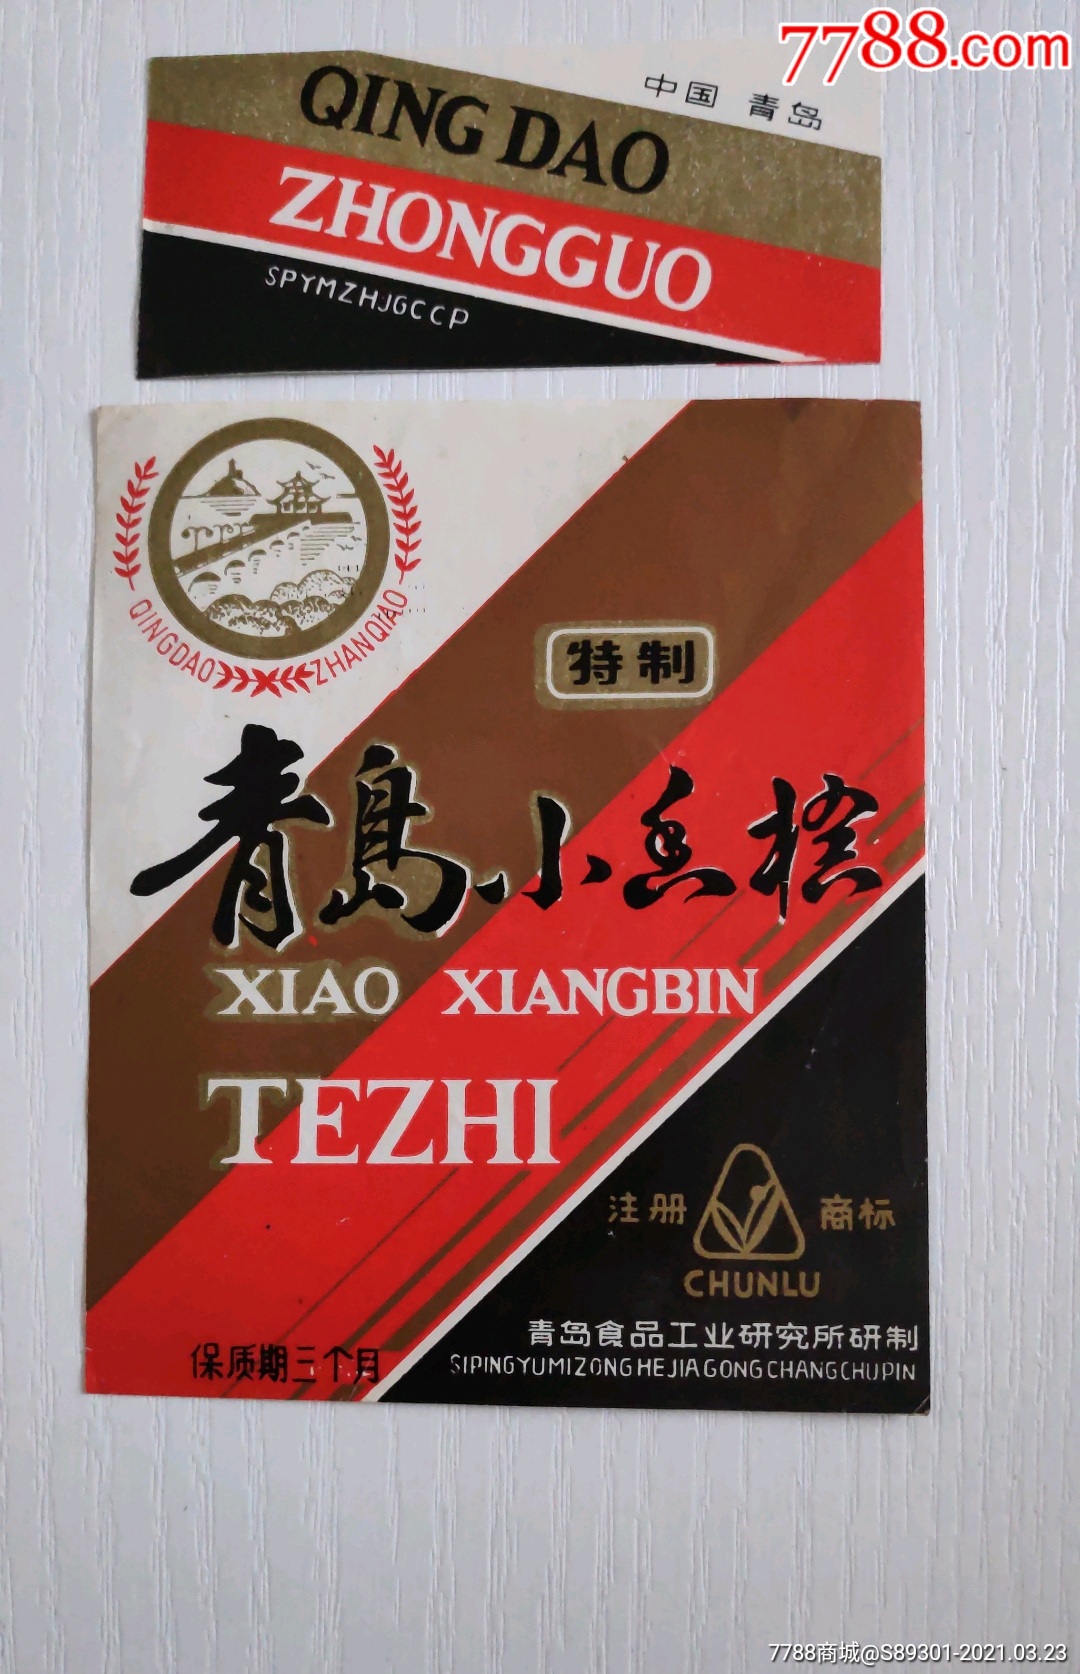 7788.com
中国 青岛
QING DAO
ZHONGGUO
SPYMZHJGCCP
QINGDAO ZHANQIAO
特制
青岛小香槟
XIAO XIANGBIN
TEZHI
注册 商标
CHUNLU
青岛食品工业研究所研制
SIPINGYUMIZONGHEJIAGONGCHANGCHUPIN
保质期三个月
7788商城@S89301-2021.03.23